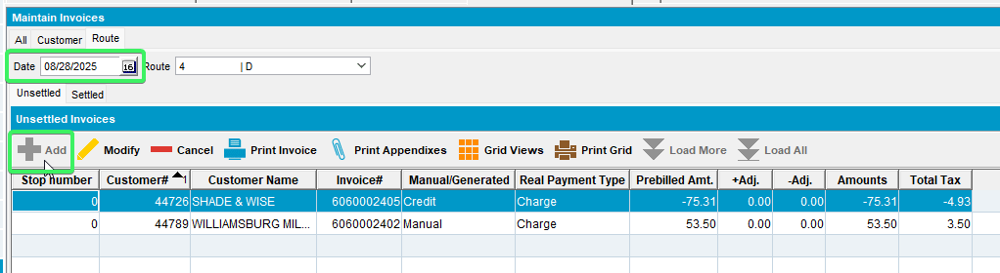 Maintain Invoices
All Customer Route
Date 08/28/2025 16 Route 4 | D
Unsettled Settled
Unsettled Invoices
Add Modify Cancel Print Invoice Print Appendixes Grid Views Print Grid Load More Load All
Stop number Customer# 1 Customer Name Invoice# Manual/Generated Real Payment Type Prebilled Amt. +Adj. -Adj. Amounts Total Tax
0 44726 SHADE & WISE 6060002405 Credit Charge -75.31 0.00 0.00 -75.31 -4.93
0 44789 WILLIAMSBURG MIL... 6060002402 Manual Charge 53.50 0.00 0.00 53.50 3.50